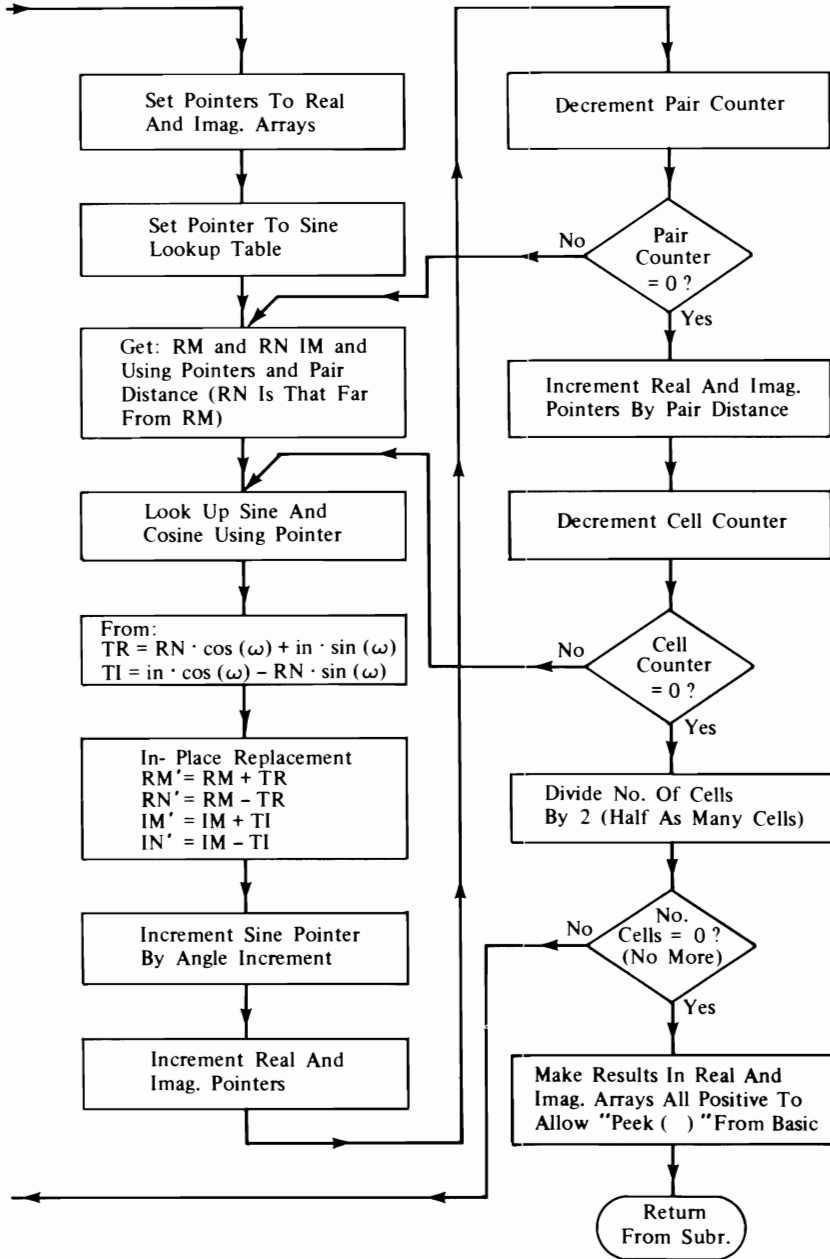 Set Pointers To Real
And Imag. Arrays
Set Pointer To Sine
Lookup Table
Get: RM and RN IM and
Using Pointers and Pair
Distance (RN Is That Far
From RM)
Look Up Sine And
Cosine Using Pointer
From:
TR = RN · cos (ω) + in · sin (ω)
TI = in · cos (ω) – RN · sin (ω)
In- Place Replacement
RM′ = RM + TR
RN′ = RM – TR
IM′ = IM + TI
IN′ = IM – TI
Increment Sine Pointer
By Angle Increment
Increment Real And
Imag. Pointers
Decrement Pair Counter
No
Pair
Counter
= 0 ?
Yes
Increment Real And Imag.
Pointers By Pair Distance
Decrement Cell Counter
No
Cell
Counter
= 0 ?
Yes
Divide No. Of Cells
By 2 (Half As Many Cells)
No
No.
Cells = 0 ?
(No More)
Yes
Make Results In Real And
Imag. Arrays All Positive To
Allow "Peek ( ) "From Basic
Return
From Subr.